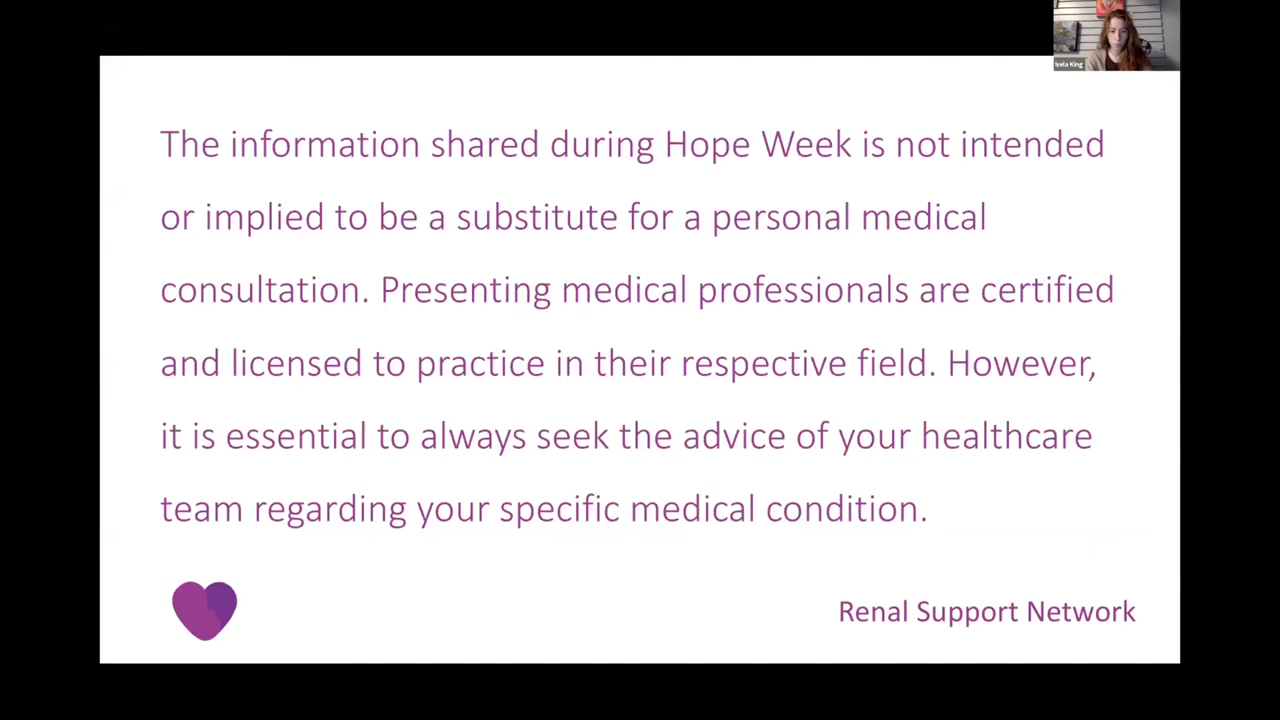 Isela King
The information shared during Hope Week is not intended
or implied to be a substitute for a personal medical
consultation. Presenting medical professionals are certified
and licensed to practice in their respective field. However,
it is essential to always seek the advice of your healthcare
team regarding your specific medical condition.
Renal Support Network